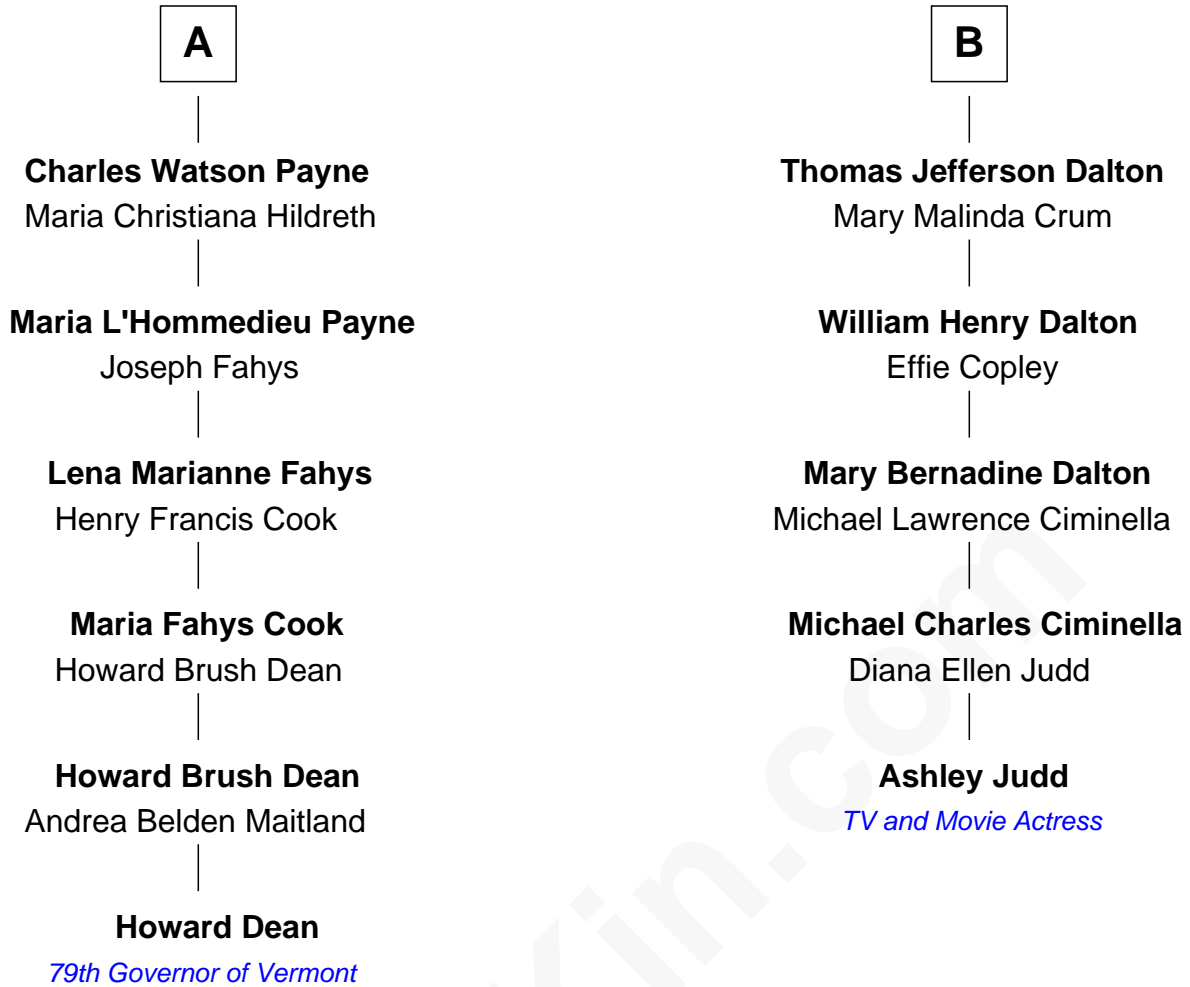 A
Charles Watson Payne
Maria Christiana Hildreth
Maria L'Hommedieu Payne
Joseph Fahys
Lena Marianne Fahys
Henry Francis Cook
Maria Fahys Cook
Howard Brush Dean
Howard Brush Dean
Andrea Belden Maitland
Howard Dean
79th Governor of Vermont
B
Thomas Jefferson Dalton
Mary Malinda Crum
William Henry Dalton
Effie Copley
Mary Bernadine Dalton
Michael Lawrence Ciminella
Michael Charles Ciminella
Diana Ellen Judd
Ashley Judd
TV and Movie Actress
Kin.com